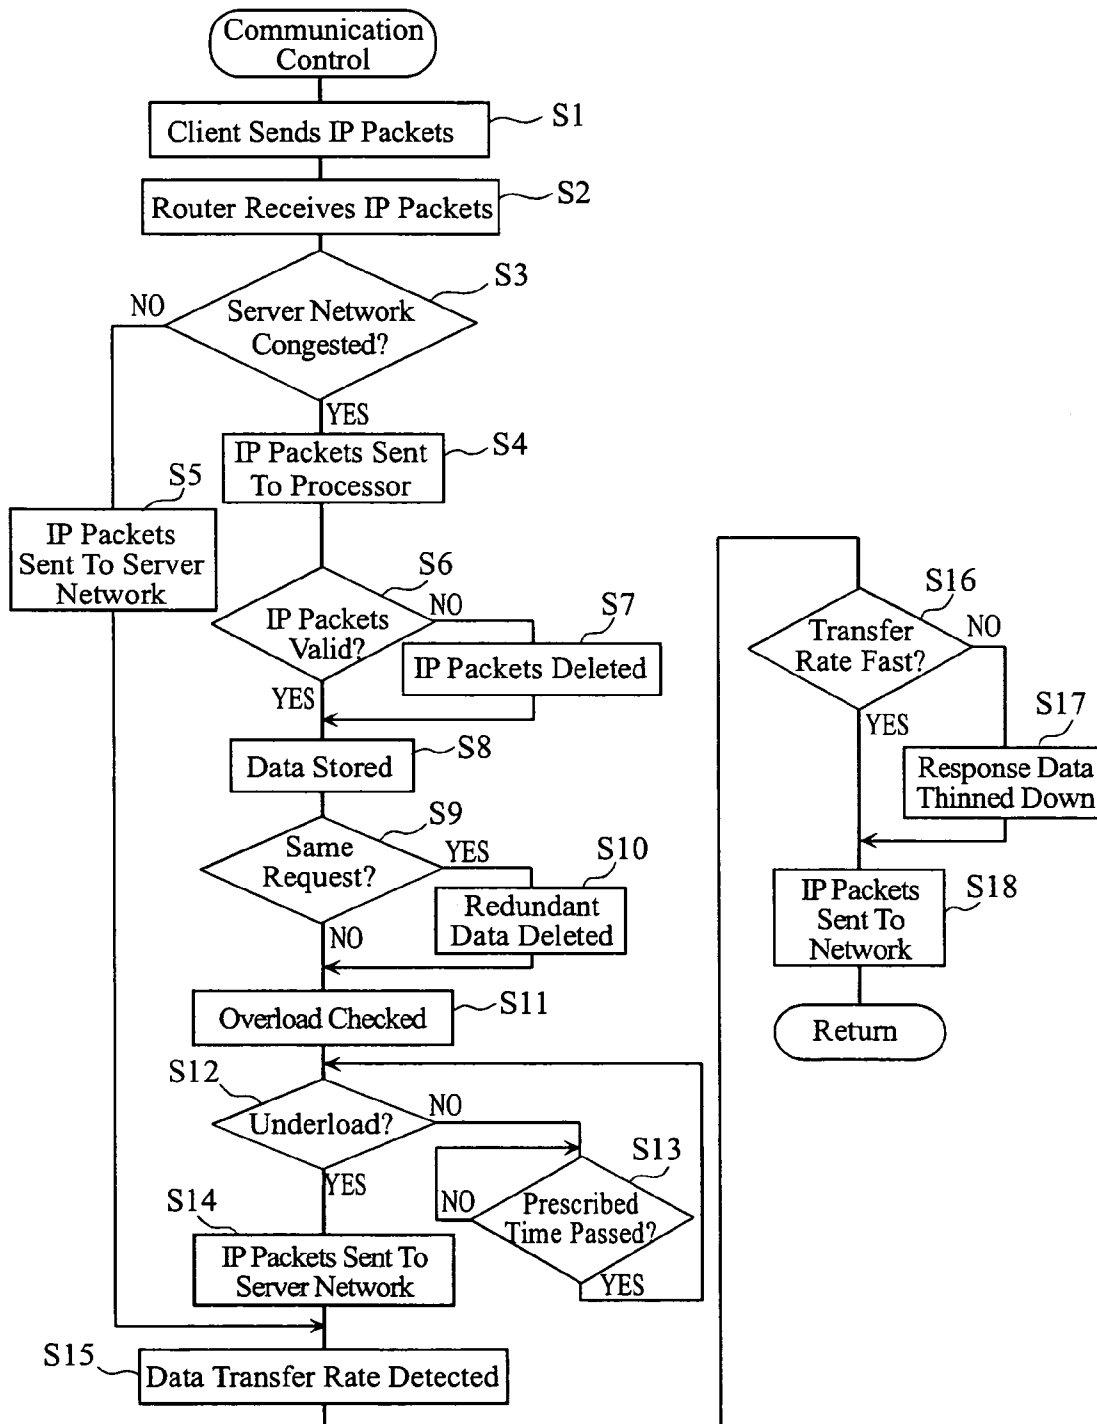 Communication
Control
Client Sends IP Packets
S1
Router Receives IP Packets
S2
Server Network
Congested?
S3
NO
YES
IP Packets Sent
To Processor
S4
S5
IP Packets
Sent To Server
Network
IP Packets
Valid?
S6
NO
YES
S7
IP Packets Deleted
Data Stored
S8
Same
Request?
S9
YES
NO
S10
Redundant
Data Deleted
Overload Checked
S11
S12
Underload?
NO
YES
S13
Prescribed
Time Passed?
NO
YES
S14
IP Packets Sent To
Server Network
S15
Data Transfer Rate Detected
S16
Transfer
Rate Fast?
NO
YES
S17
Response Data
Thinned Down
IP Packets
Sent To
Network
S18
Return